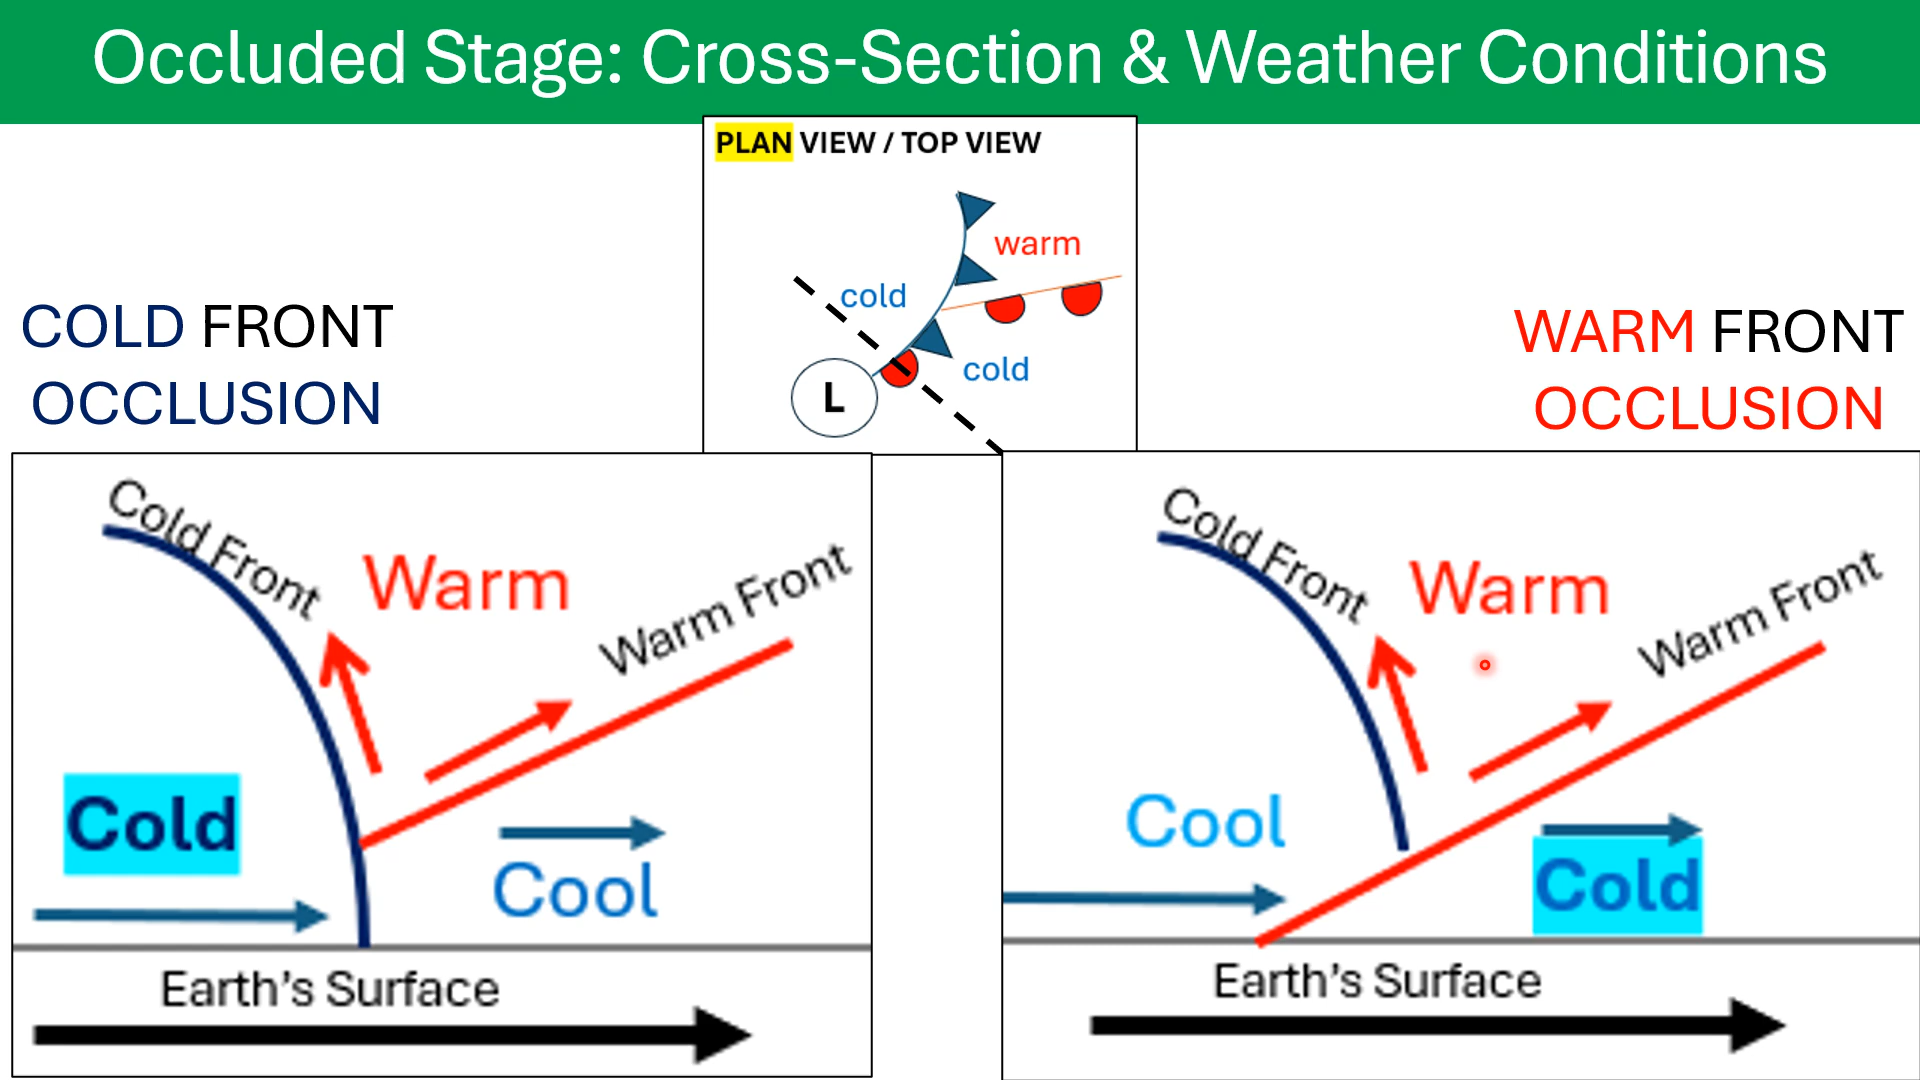 Occluded Stage: Cross-Section & Weather Conditions
PLAN VIEW / TOP VIEW
warm
cold
cold
L
COLD FRONT
OCCLUSION
WARM FRONT
OCCLUSION
Cold Front
Warm
Warm Front
Cold
Cool
Earth's Surface
Cold Front
Warm
Warm Front
Cool
Cold
Earth's Surface